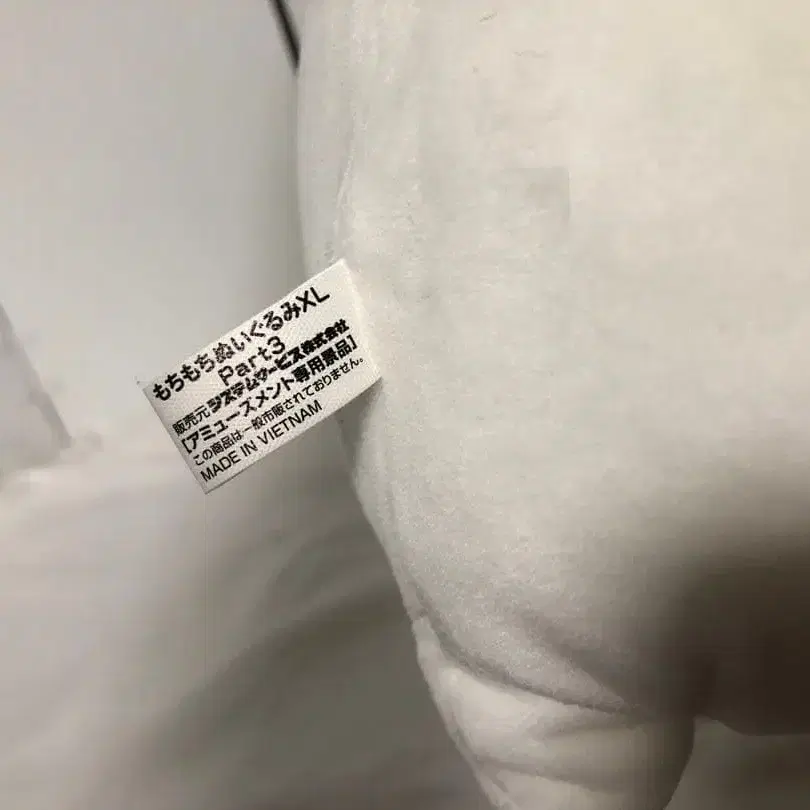 もちもちぬいぐるみXL
Part3
販売元 システムサービス株式会社
[アミューズメント専用景品]
この商品は一般市販されておりません。
MADE IN VIETNAM